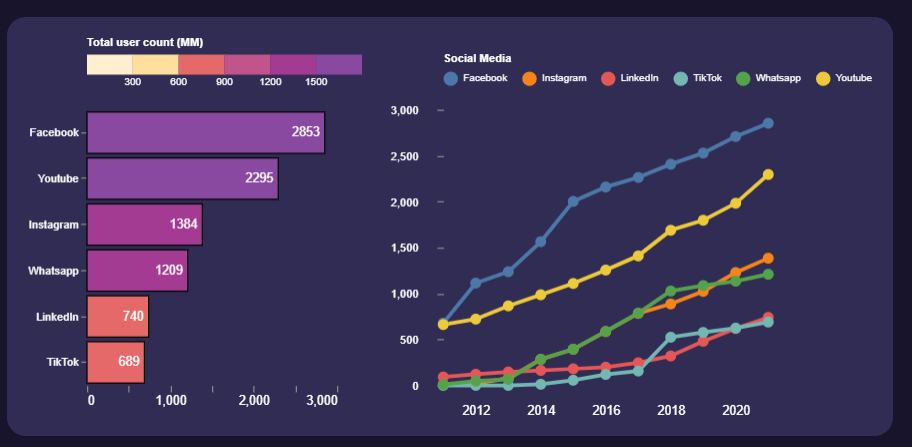 Total user count (MM)
300 600 900 1200 1500
Facebook 2853
Youtube 2295
Instagram 1384
Whatsapp 1209
LinkedIn 740
TikTok 689
0 1,000 2,000 3,000
Social Media
Facebook Instagram LinkedIn TikTok Whatsapp Youtube
3,000
2,500
2,000
1,500
1,000
500
0
2012 2014 2016 2018 2020